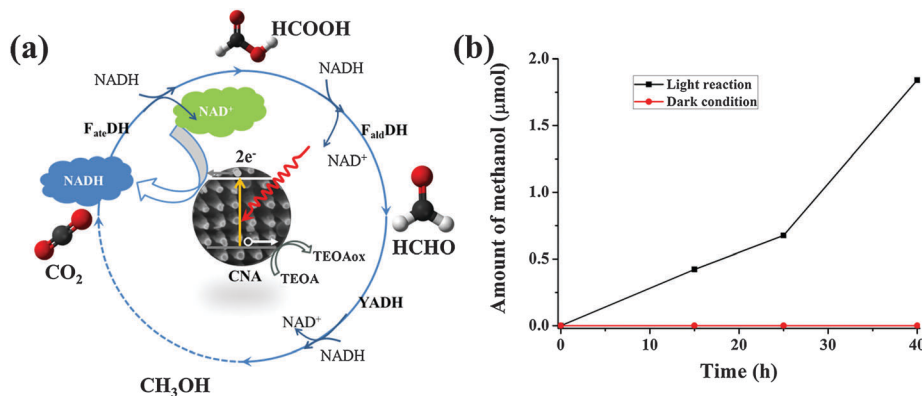 (a)
HCOOH
NADH
NADH
NAD⁺
FateDH
FaldDH
NAD⁺
2e⁻
NADH
HCHO
CO₂
TEOAox
CNA
TEOA
YADH
NAD⁺
NADH
CH₃OH
(b)
Amount of methanol (μmol)
2.0
1.5
1.0
0.5
0.0
Light reaction
Dark condition
0
10
20
30
40
Time (h)